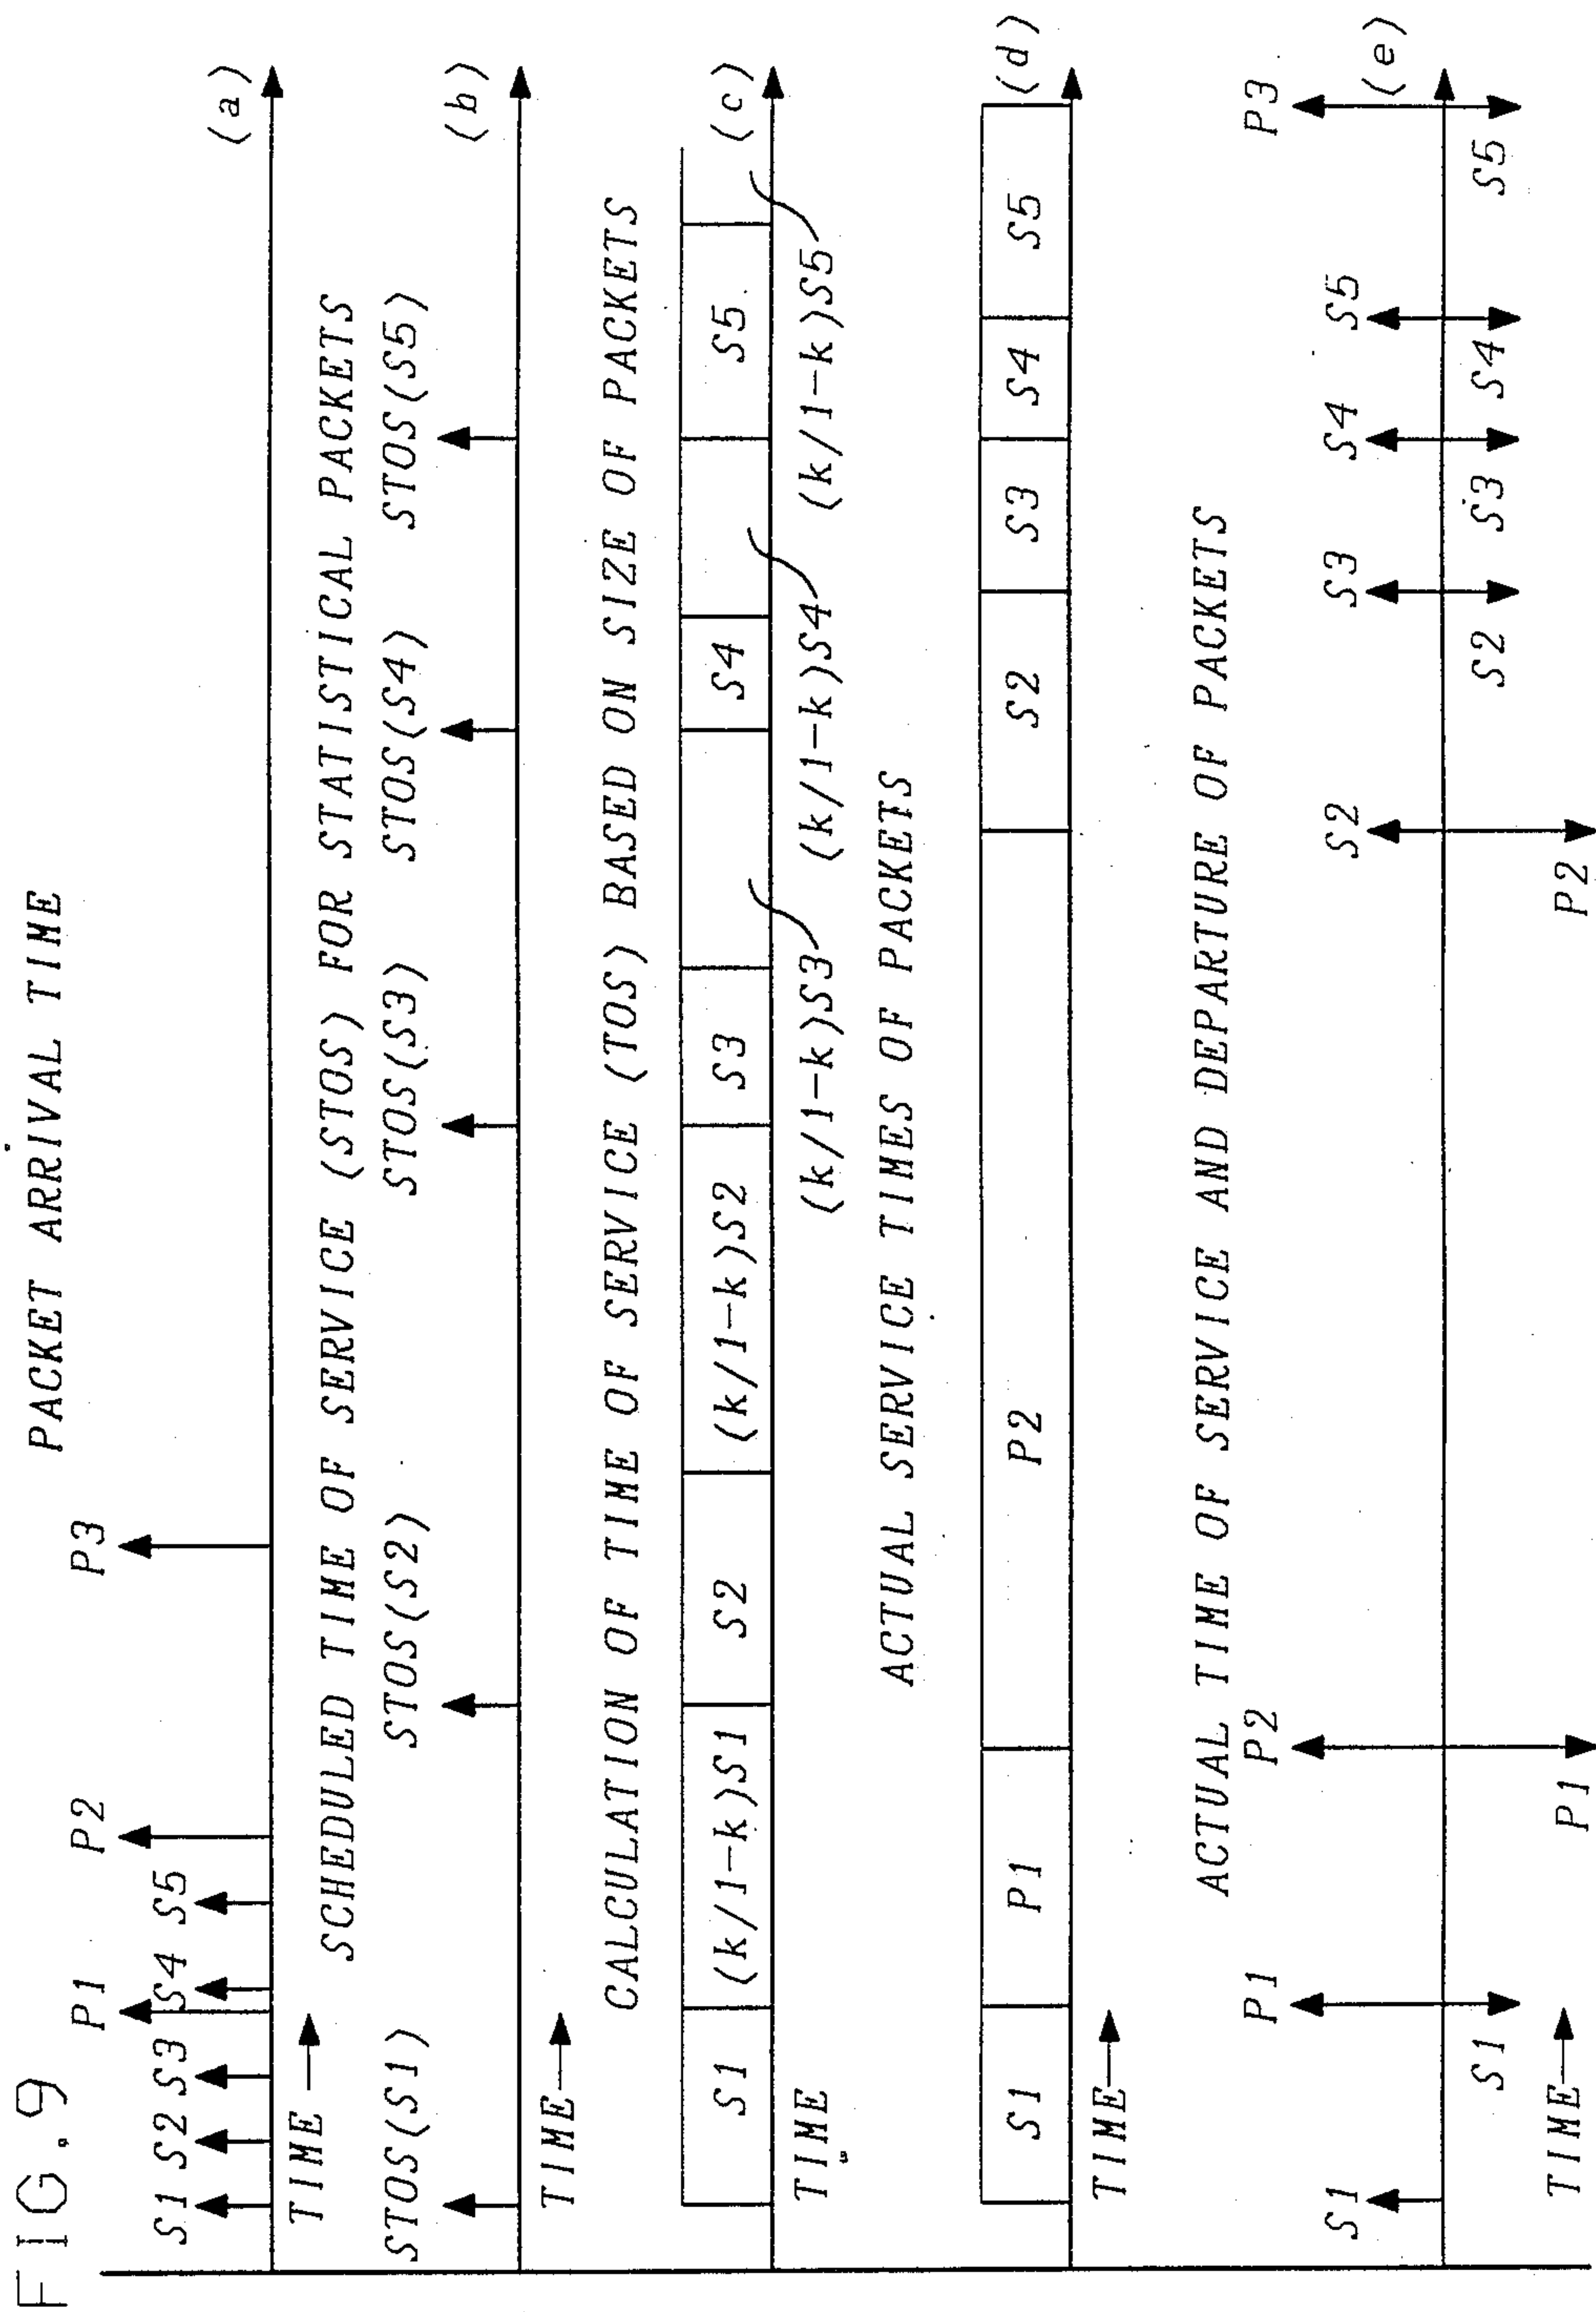 FIG.9
PACKET ARRIVAL TIME
S1 S2 S3 P1 S4 S5 P2 P3
(a)
TIME
SCHEDULED TIME OF SERVICE (STOS) FOR STATISTICAL PACKETS
STOS(S1) STOS(S2) STOS(S3) STOS(S4) STOS(S5)
(b)
TIME
CALCULATION OF TIME OF SERVICE (TOS) BASED ON SIZE OF PACKETS
S1 (k/1-k)S1 S2 (k/1-k)S2 S3 S4 S5
(c)
TIME
(k/1-k)S3 (k/1-k)S4 (k/1-k)S5
ACTUAL SERVICE TIMES OF PACKETS
S1 P1 P2 S2 S3 S4 S5
(d)
TIME
ACTUAL TIME OF SERVICE AND DEPARTURE OF PACKETS
S1 P1 P2 S2 S3 S4 S5 P3
(e)
S1 P1 P2 S2 S3 S4 S5
TIME